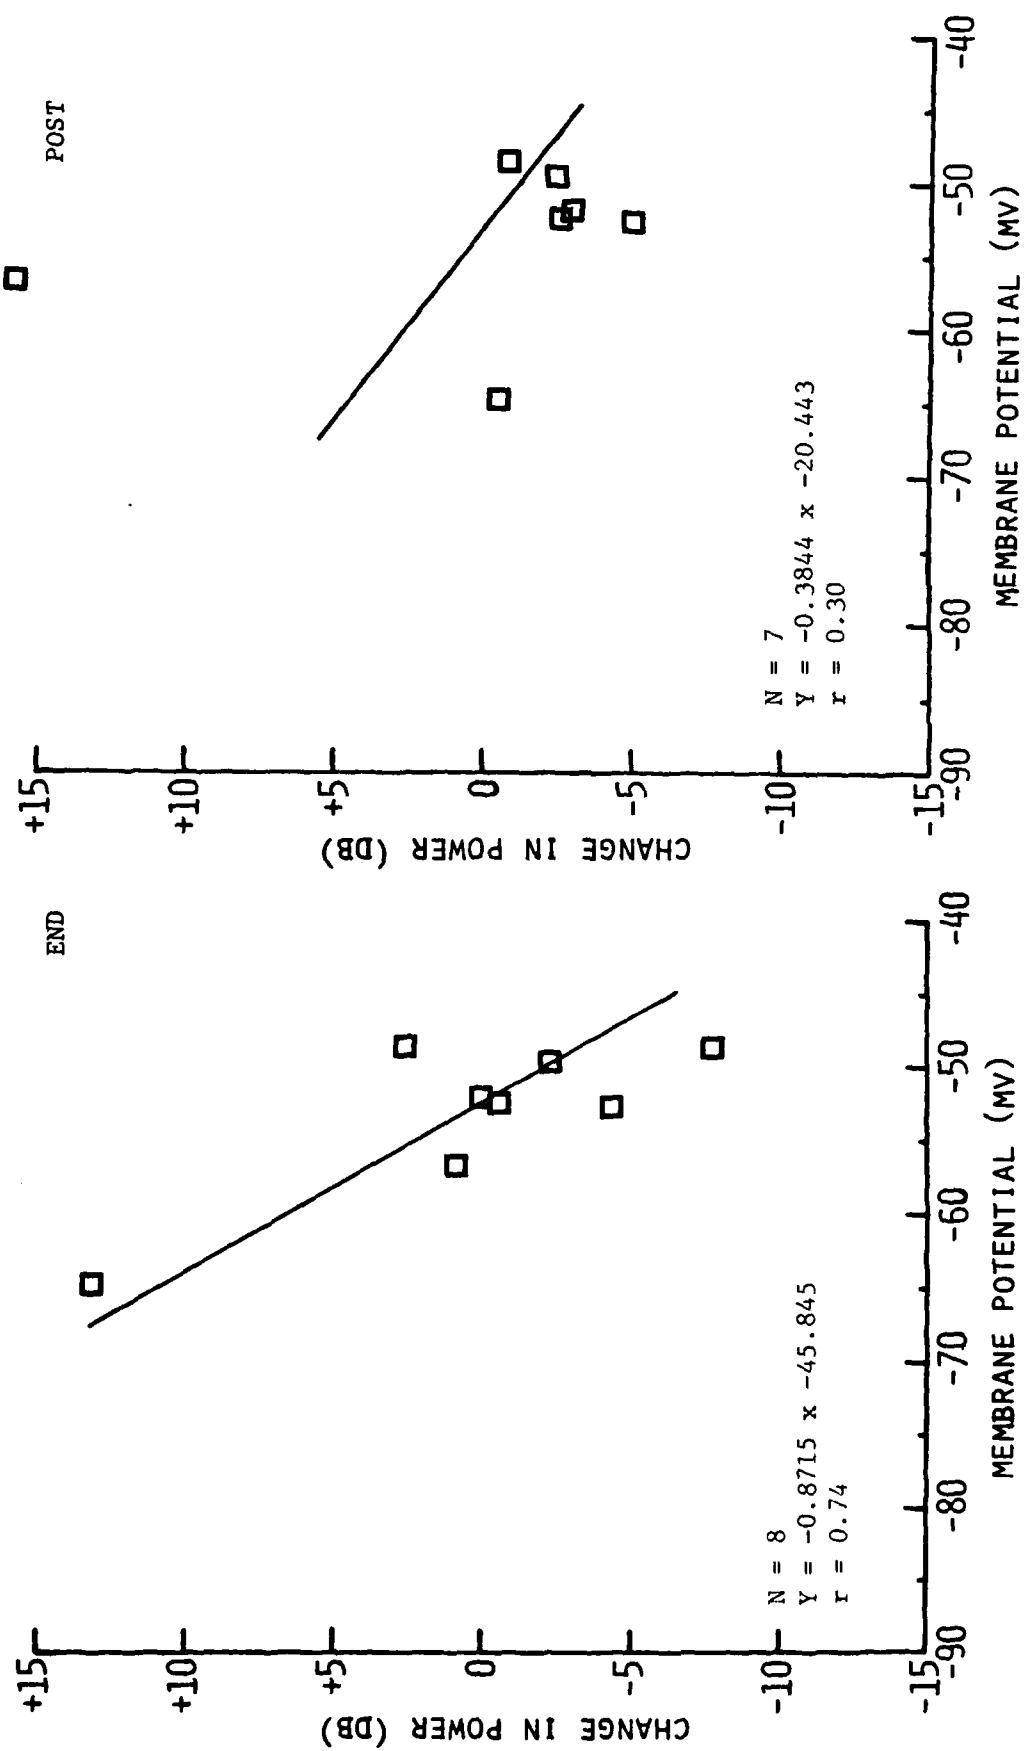 END
+15
+10
+5
0
-5
-10
-15
CHANGE IN POWER (DB)
N = 8
Y = -0.8715 x -45.845
r = 0.74
-90
-80
-70
-60
-50
-40
MEMBRANE POTENTIAL (MV)
POST
+15
+10
+5
0
-5
-10
-15
CHANGE IN POWER (DB)
N = 7
Y = -0.3844 x -20.443
r = 0.30
-90
-80
-70
-60
-50
-40
MEMBRANE POTENTIAL (MV)